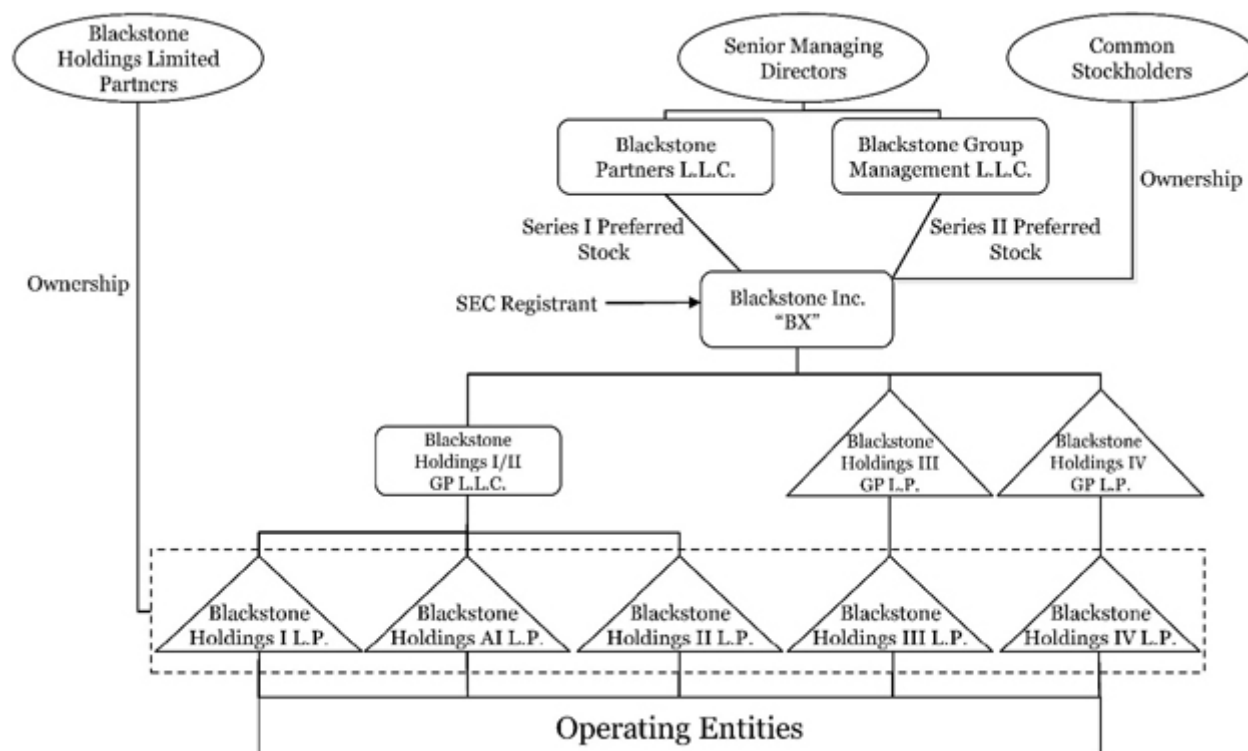 Blackstone
Holdings Limited
Partners
Senior Managing
Directors
Common
Stockholders
Blackstone
Partners L.L.C.
Blackstone Group
Management L.L.C.
Ownership
Series I Preferred
Stock
Series II Preferred
Stock
Ownership
SEC Registrant
Blackstone Inc.
“BX”
Blackstone
Holdings I/II
GP L.L.C.
Blackstone
Holdings III
GP L.P.
Blackstone
Holdings IV
GP L.P.
Blackstone
Holdings I L.P.
Blackstone
Holdings AI L.P.
Blackstone
Holdings II L.P.
Blackstone
Holdings III L.P.
Blackstone
Holdings IV L.P.
Operating Entities